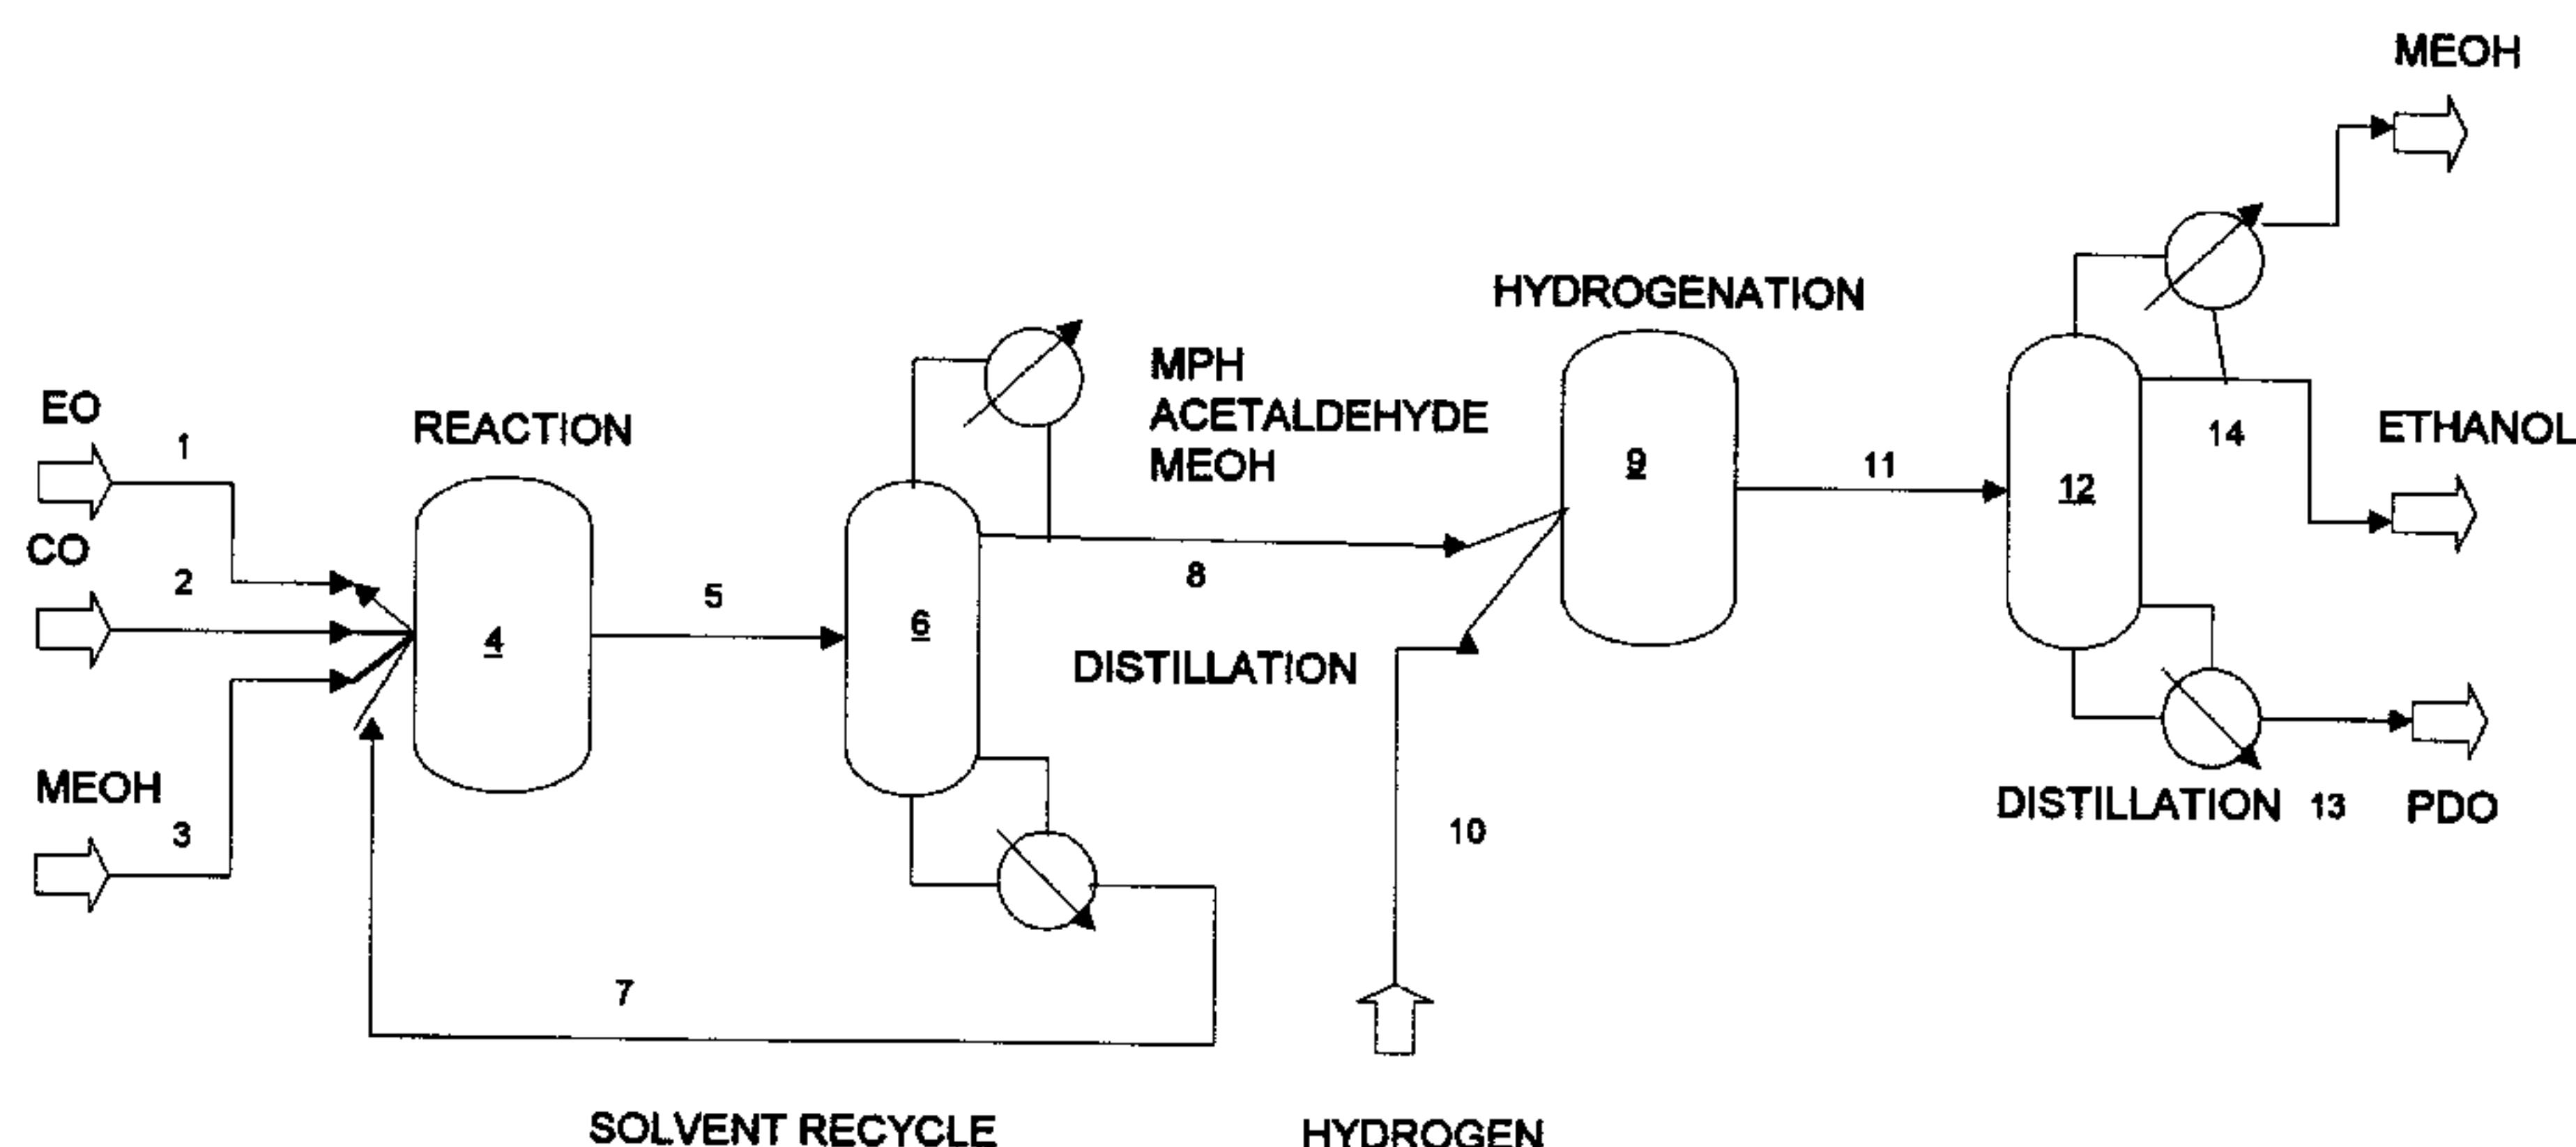 MEOH
HYDROGENATION
MPH
ACETALDEHYDE
MEOH
EO
1
REACTION
9
11
12
14
ETHANOL
CO
2
5
8
4
6
DISTILLATION
MEOH
3
10
DISTILLATION 13 PDO
7
SOLVENT RECYCLE
HYDROGEN